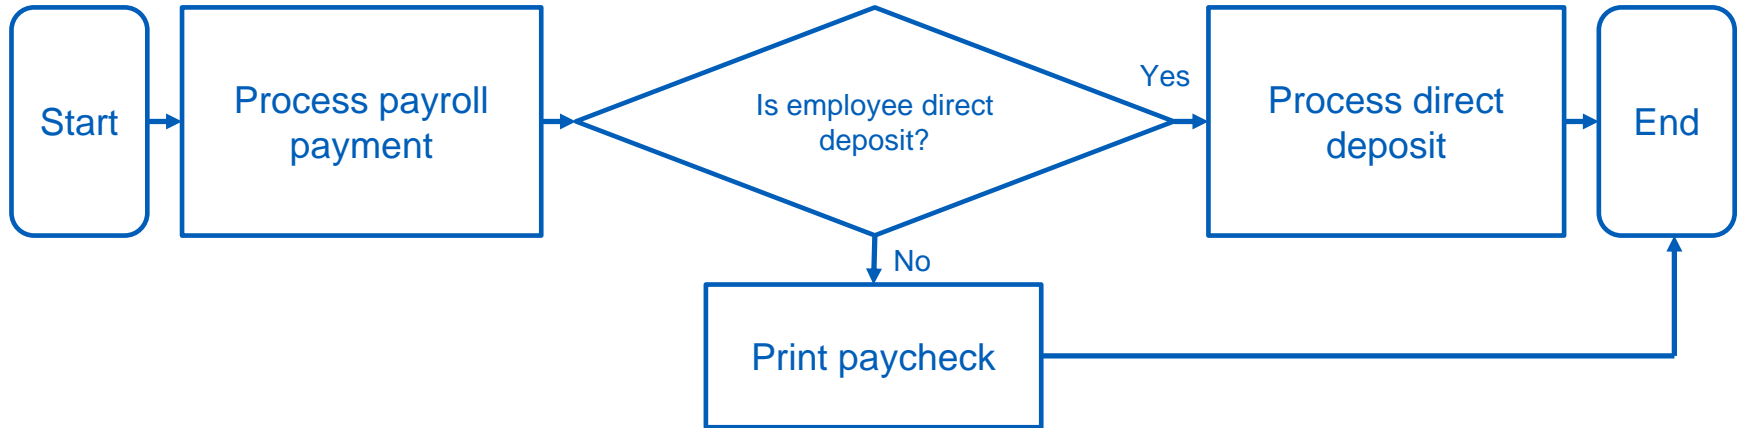 Start
Process payroll
payment
Is employee direct
deposit?
Yes
Process direct
deposit
End
No
Print paycheck